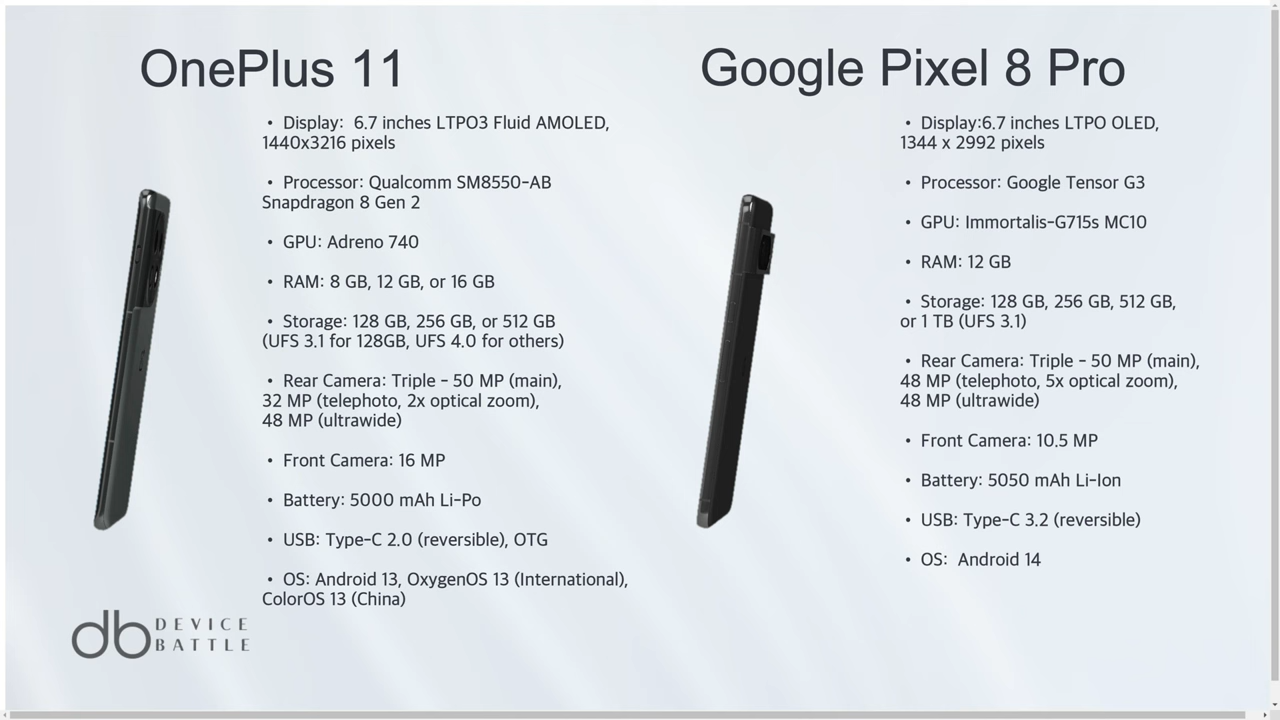 OnePlus 11
• Display:  6.7 inches LTPO3 Fluid AMOLED,
1440x3216 pixels
• Processor: Qualcomm SM8550-AB
Snapdragon 8 Gen 2
• GPU: Adreno 740
• RAM: 8 GB, 12 GB, or 16 GB
• Storage: 128 GB, 256 GB, or 512 GB
(UFS 3.1 for 128GB, UFS 4.0 for others)
• Rear Camera: Triple - 50 MP (main),
32 MP (telephoto, 2x optical zoom),
48 MP (ultrawide)
• Front Camera: 16 MP
• Battery: 5000 mAh Li-Po
• USB: Type-C 2.0 (reversible), OTG
• OS: Android 13, OxygenOS 13 (International),
ColorOS 13 (China)
Google Pixel 8 Pro
• Display:6.7 inches LTPO OLED,
1344 x 2992 pixels
• Processor: Google Tensor G3
• GPU: Immortalis-G715s MC10
• RAM: 12 GB
• Storage: 128 GB, 256 GB, 512 GB,
or 1 TB (UFS 3.1)
• Rear Camera: Triple - 50 MP (main),
48 MP (telephoto, 5x optical zoom),
48 MP (ultrawide)
• Front Camera: 10.5 MP
• Battery: 5050 mAh Li-Ion
• USB: Type-C 3.2 (reversible)
• OS:  Android 14
db DEVICE
BATTLE